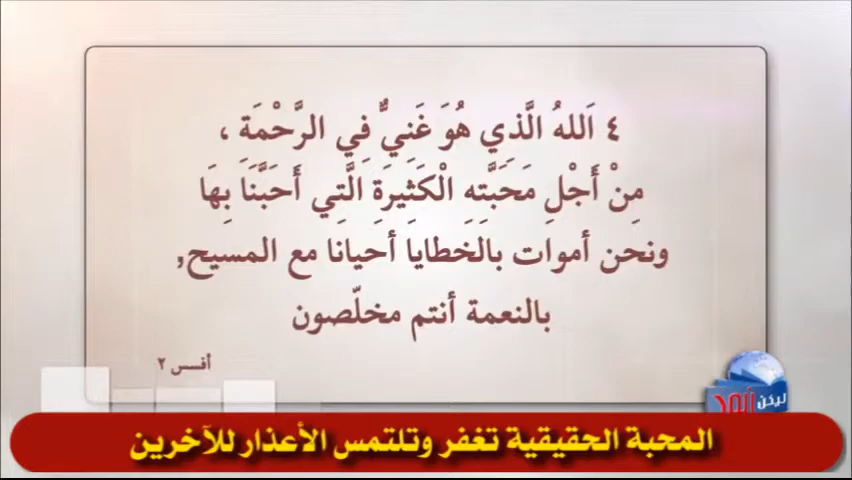 ٤ اَللهُ الَّذِي هُوَ غَنِيٌّ فِي الرَّحْمَةِ ،
مِنْ أَجْلِ مَحَبَّتِهِ الْكَثِيرَةِ الَّتِي أَحَبَّنَا بِهَا
ونحن أموات بالخطايا أحيانا مع المسيح,
بالنعمة أنتم مخلّصون
أفسس ٢
ليكن
المحبة الحقيقية تغفر وتلتمس الأعذار للآخرين